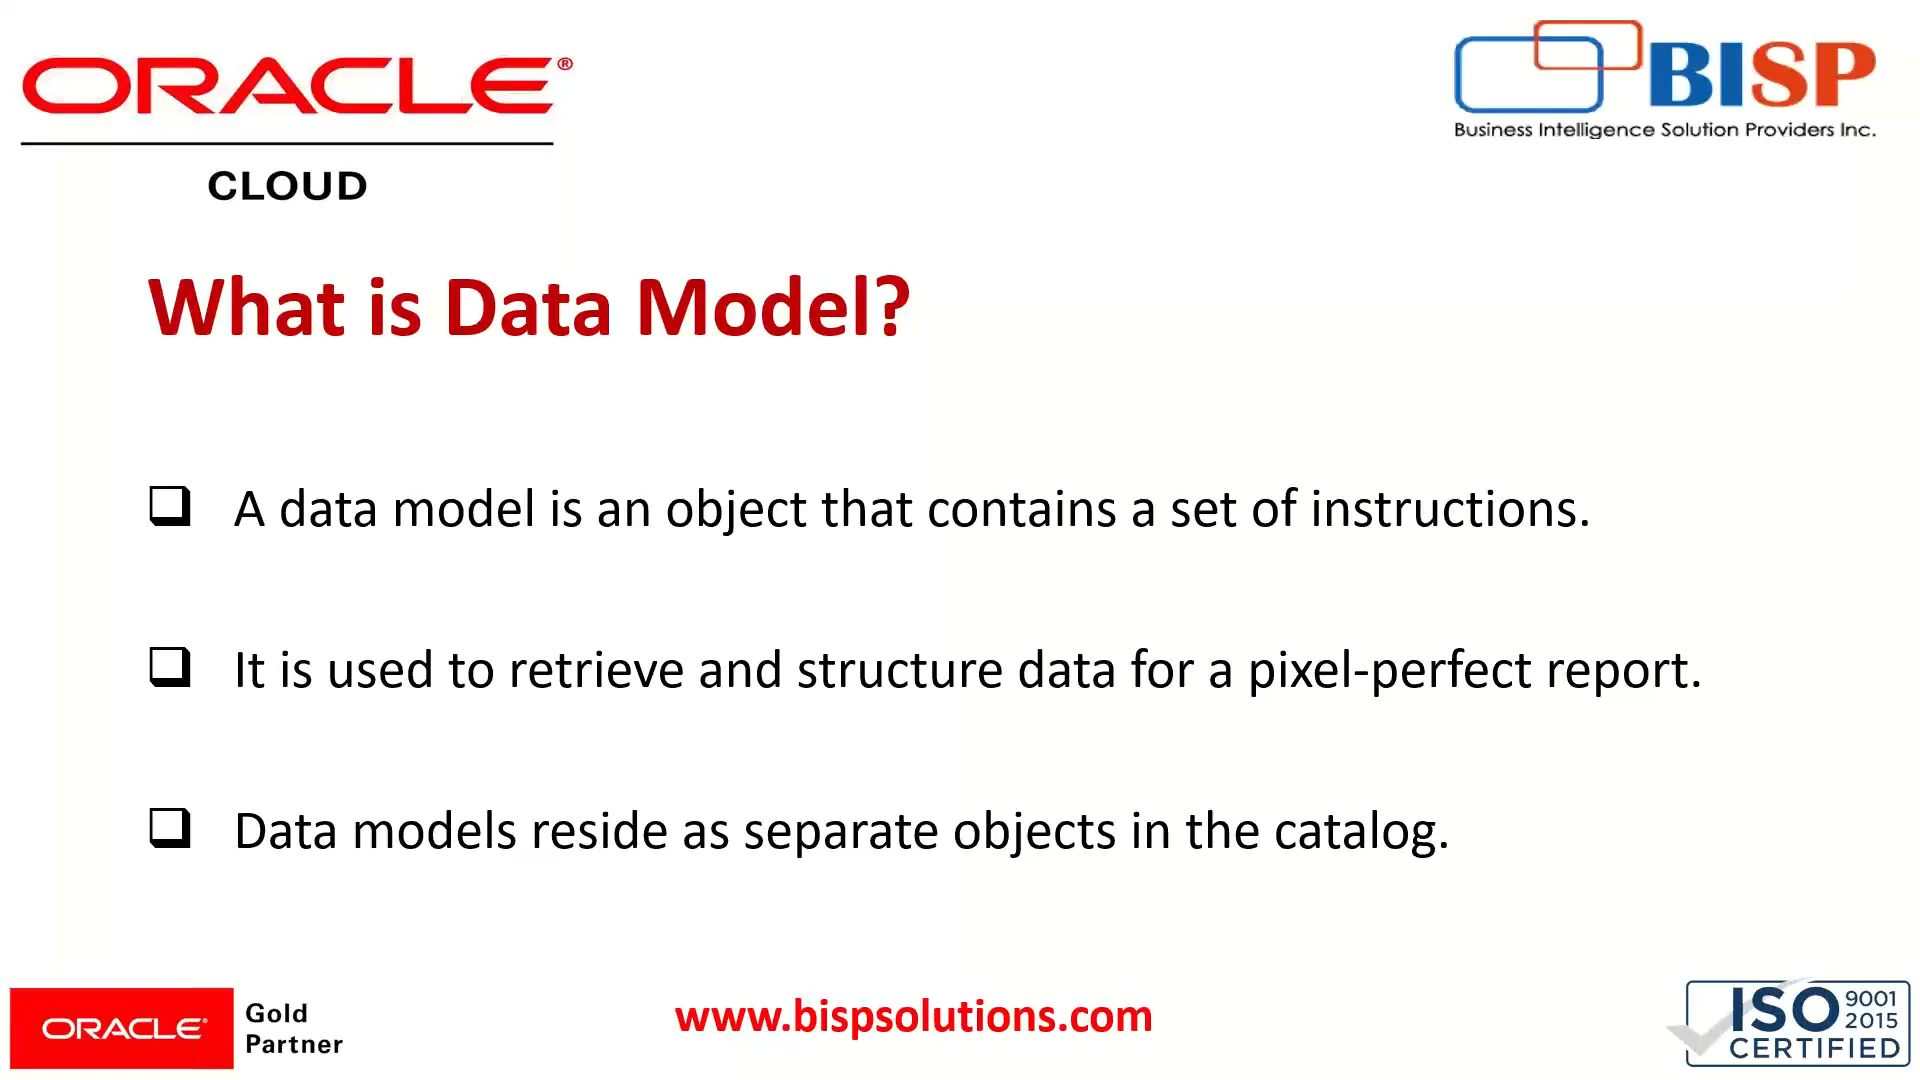 ORACLE®
CLOUD
BISP
Business Intelligence Solution Providers Inc.
What is Data Model?
A data model is an object that contains a set of instructions.
It is used to retrieve and structure data for a pixel-perfect report.
Data models reside as separate objects in the catalog.
ORACLE®
Gold
Partner
www.bispsolutions.com
ISO 9001
2015
CERTIFIED